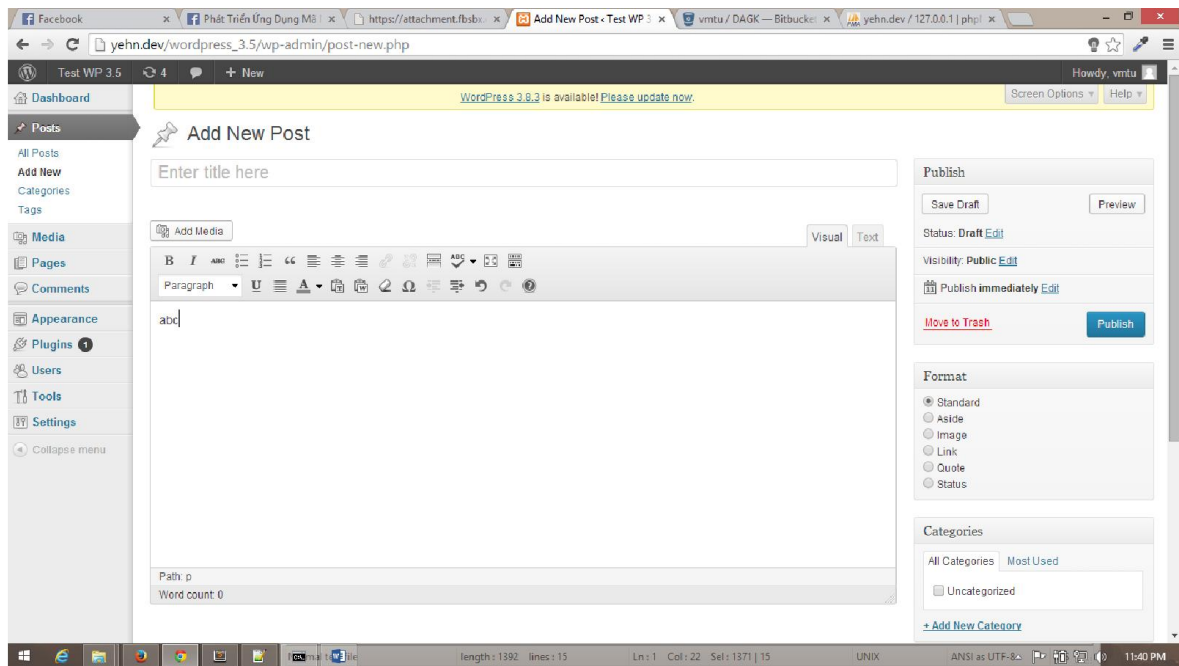 Facebook
Phát Triển Ứng Dụng Mã
https://attachment.fbsbx
Add New Post ‹ Test WP 3
vmtu / DAGK — Bitbucket
yehn.dev / 127.0.0.1 | php
yehn.dev/wordpress_3.5/wp-admin/post-new.php
Test WP 3.5 4 + New Howdy, vmtu
Dashboard
WordPress 3.8.3 is available! Please update now.
Screen Options Help
Posts
Add New Post
All Posts
Add New
Categories
Tags
Enter title here
Publish
Save Draft Preview
Add Media
Visual Text
Status: Draft Edit
Media
Pages
Comments
B I ABC ABC
Visibility: Public Edit
Paragraph U A T W Ω
11 Publish immediately Edit
Appearance
Plugins 1
Users
Tools
Settings
Collapse menu
abc
Move to Trash Publish
Format
Standard
Aside
Image
Link
Quote
Status
Categories
All Categories Most Used
Uncategorized
+ Add New Category
Path: p
Word count: 0
length : 1392 lines : 15 Ln : 1 Col : 22 Sel : 1371 | 15 UNIX ANSI as UTF-8 11:40 PM